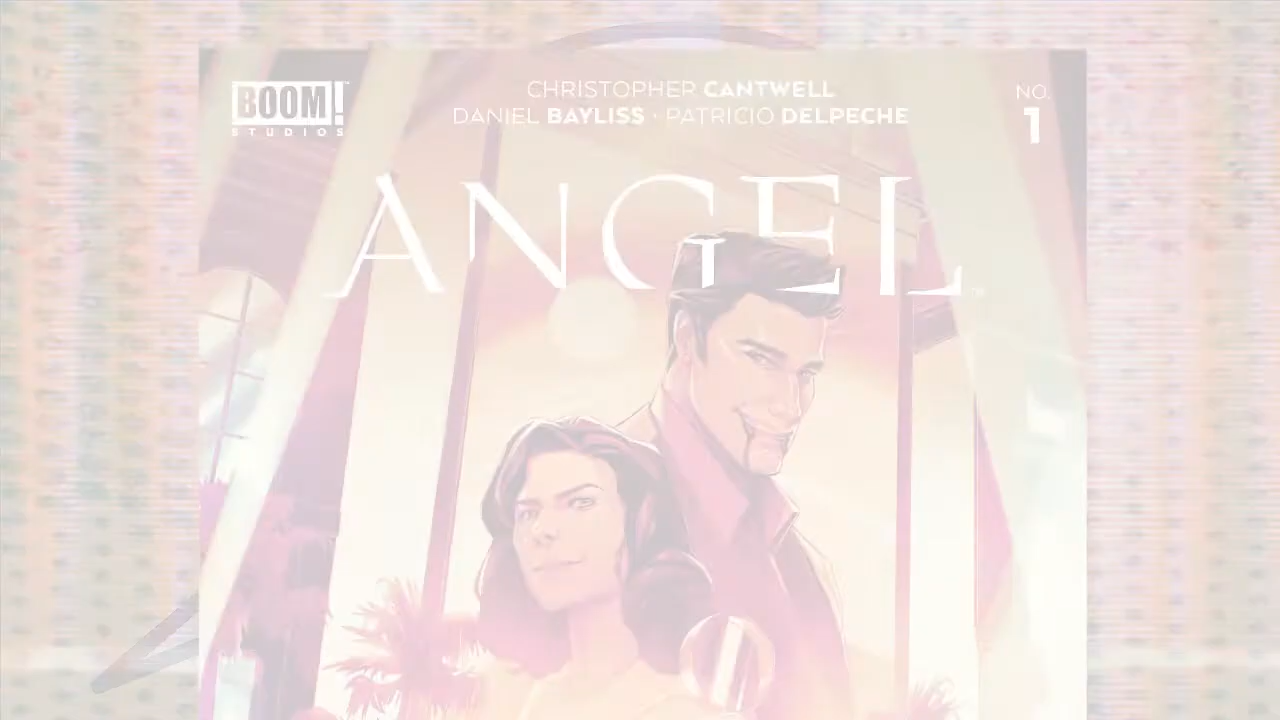 BOOM!
STUDIOS
CHRISTOPHER CANTWELL
DANIEL BAYLISS · PATRICIO DELPECHE
NO.
1
ANGEL